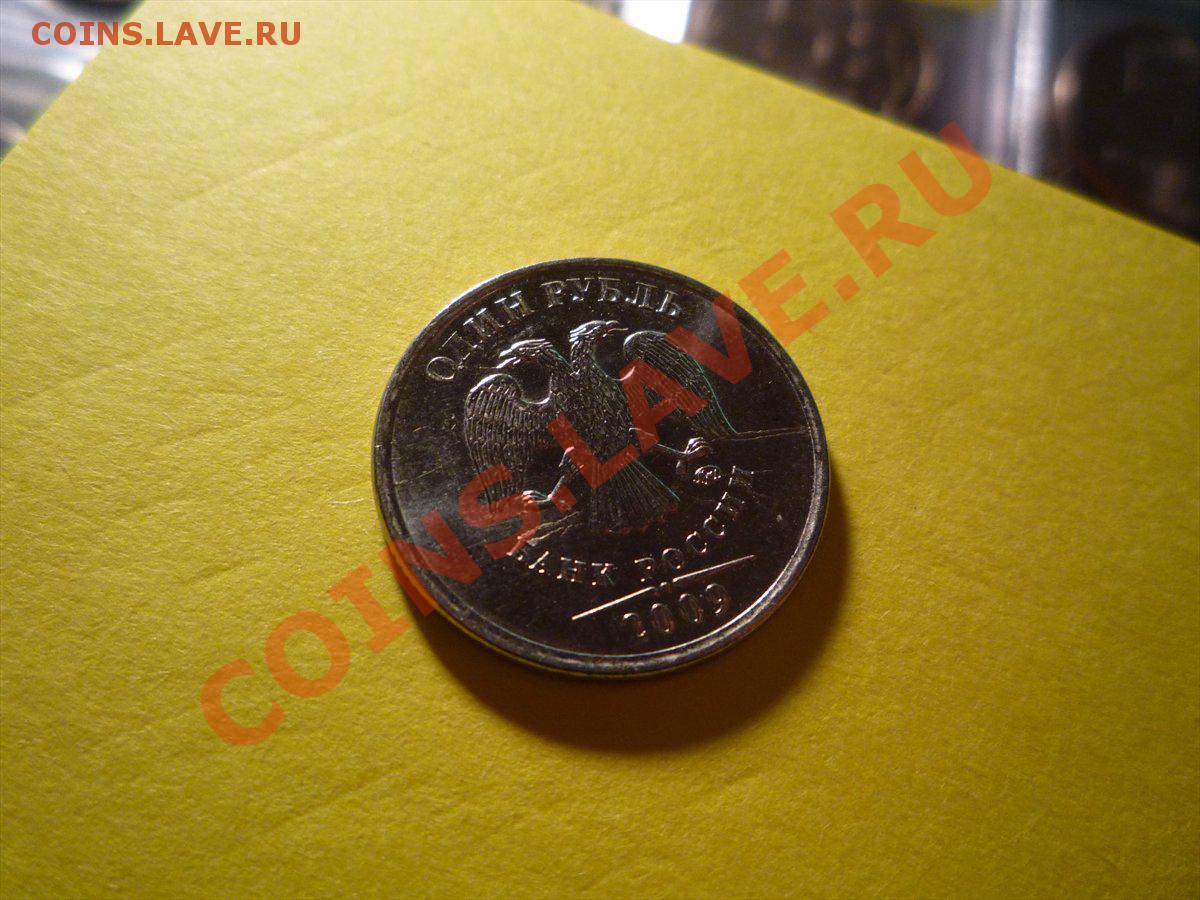 COINS.LAVE.RU
COINS.LAVE.RU
ОДИН РУБЛЬ
БАНК РОССИИ
2009